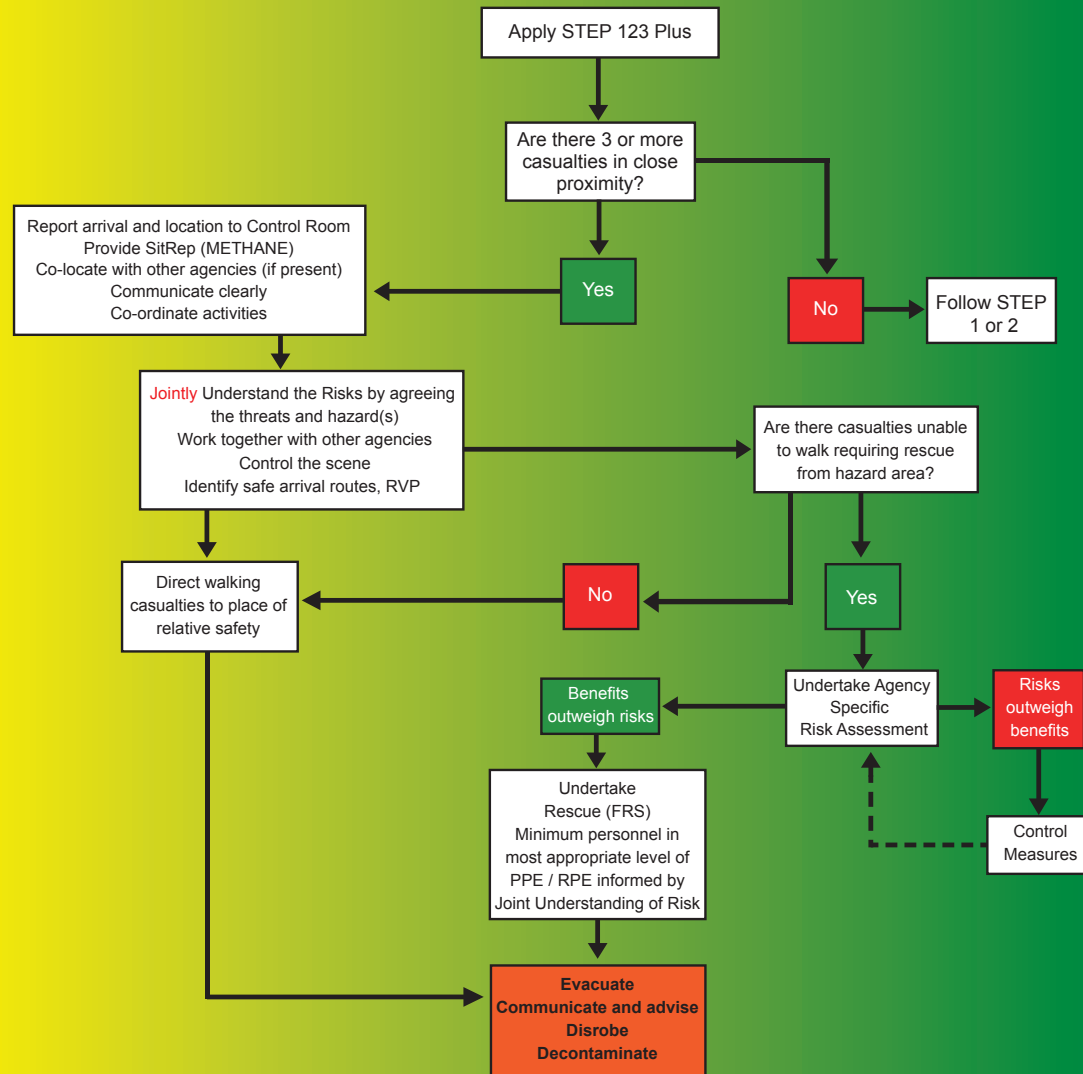 Apply STEP 123 Plus
Are there 3 or more
casualties in close
proximity?
Report arrival and location to Control Room
Provide SitRep (METHANE)
Co-locate with other agencies (if present)
Communicate clearly
Co-ordinate activities
Yes
No
Follow STEP
1 or 2
Jointly Understand the Risks by agreeing
the threats and hazard(s)
Work together with other agencies
Control the scene
Identify safe arrival routes, RVP
Are there casualties unable
to walk requiring rescue
from hazard area?
Direct walking
casualties to place of
relative safety
No
Yes
Benefits
outweigh risks
Undertake Agency
Specific
Risk Assessment
Risks
outweigh
benefits
Undertake
Rescue (FRS)
Minimum personnel in
most appropriate level of
PPE / RPE informed by
Joint Understanding of Risk
Control
Measures
Evacuate
Communicate and advise
Disrobe
Decontaminate